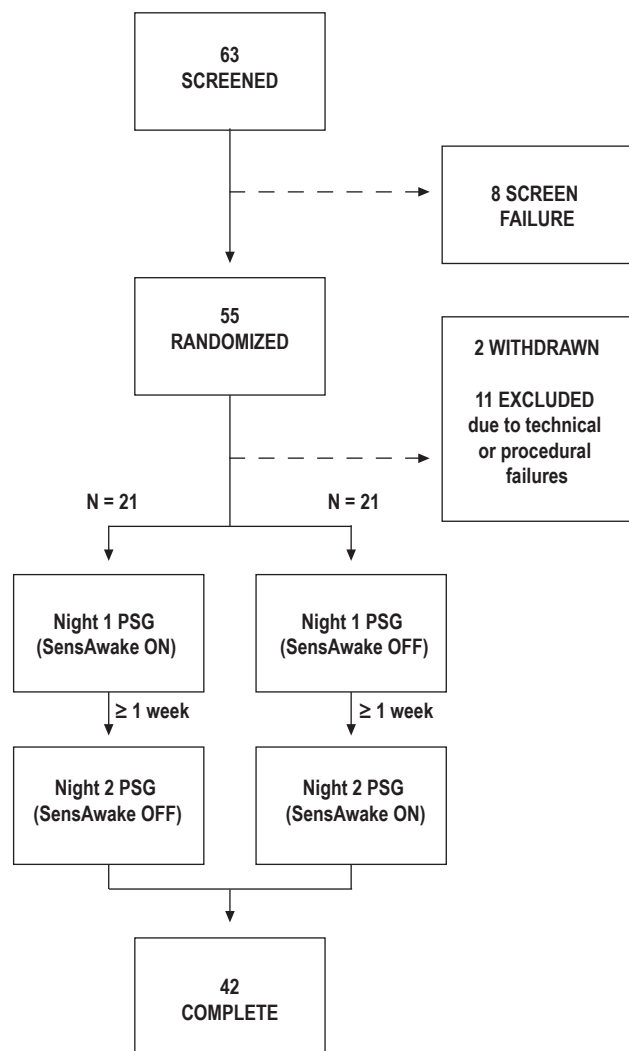 63
SCREENED
8 SCREEN
FAILURE
55
RANDOMIZED
2 WITHDRAWN
11 EXCLUDED
due to technical
or procedural
failures
N = 21
N = 21
Night 1 PSG
(SensAwake ON)
Night 1 PSG
(SensAwake OFF)
≥ 1 week
≥ 1 week
Night 2 PSG
(SensAwake OFF)
Night 2 PSG
(SensAwake ON)
42
COMPLETE